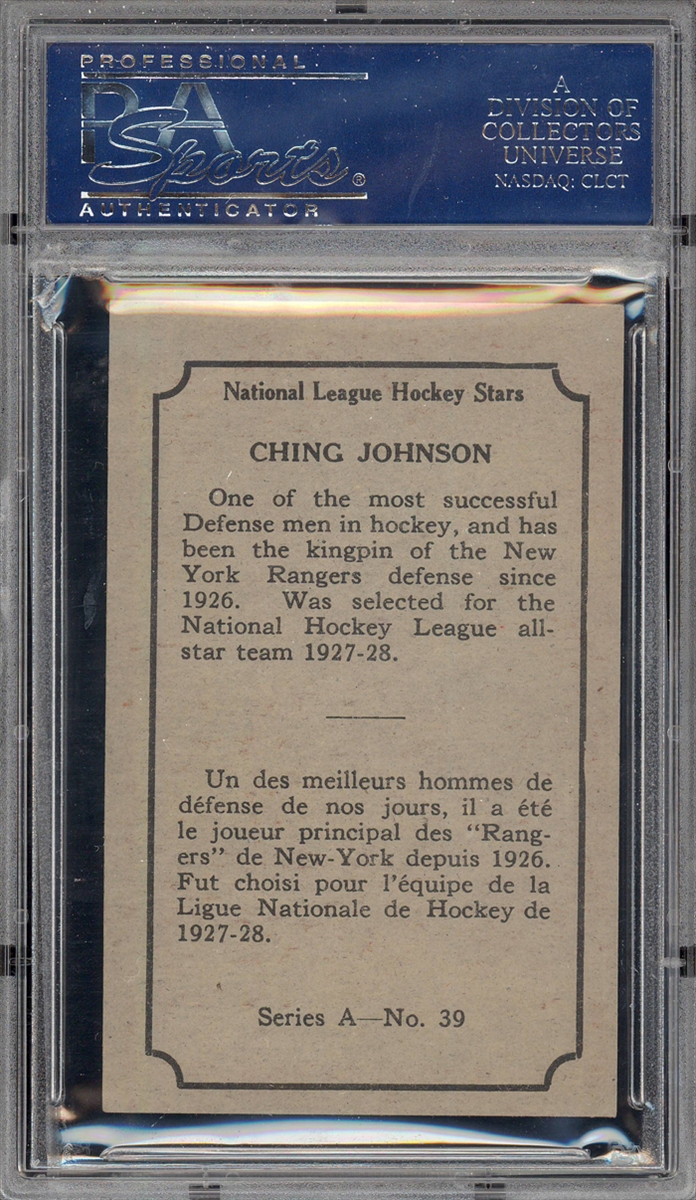 PROFESSIONAL
PSA
Sports®
AUTHENTICATOR
A
DIVISION OF
COLLECTORS
UNIVERSE
NASDAQ: CLCT
National League Hockey Stars
CHING JOHNSON
One of the most successful
Defense men in hockey, and has
been the kingpin of the New
York Rangers defense since
1926. Was selected for the
National Hockey League all-
star team 1927-28.
Un des meilleurs hommes de
défense de nos jours, il a été
le joueur principal des "Rang-
ers" de New-York depuis 1926.
Fut choisi pour l'équipe de la
Ligue Nationale de Hockey de
1927-28.
Series A—No. 39